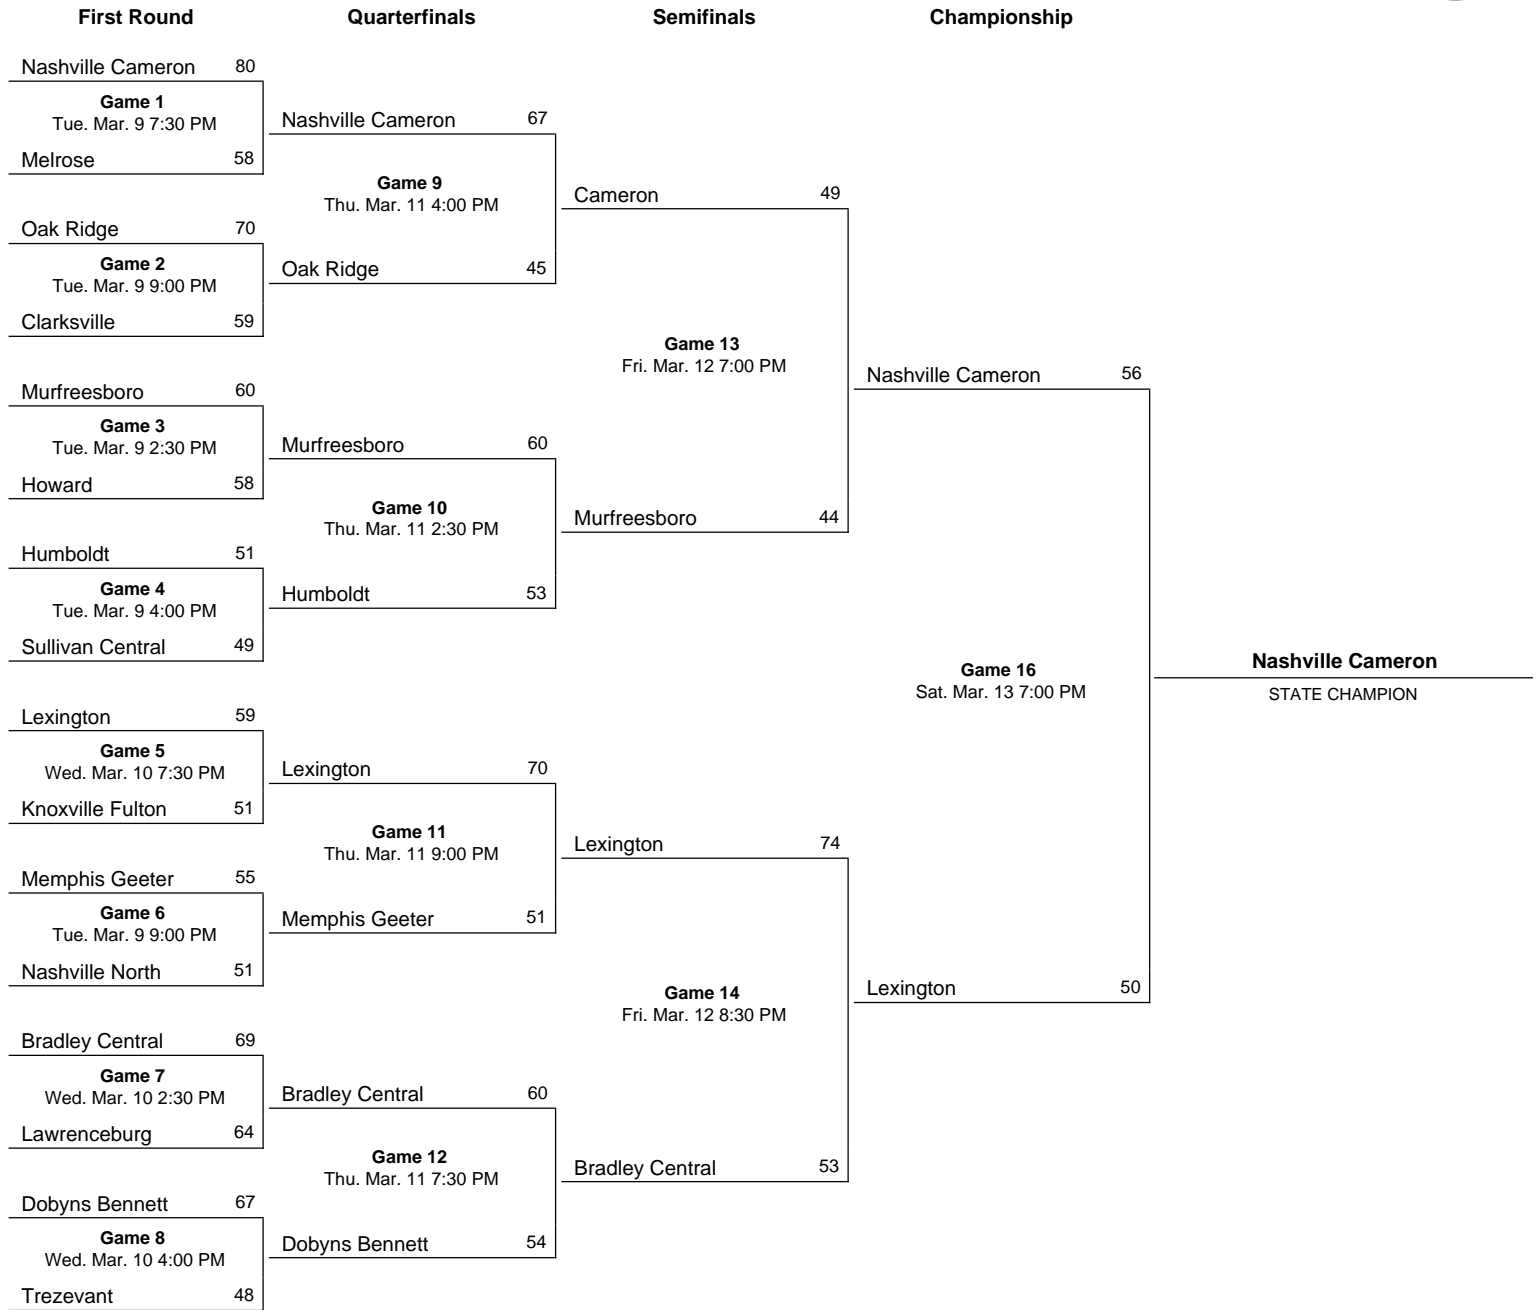 First Round Quarterfinals Semifinals Championship
Nashville Cameron 80
Game 1
Tue. Mar. 9 7:30 PM
Melrose 58
Oak Ridge 70
Game 2
Tue. Mar. 9 9:00 PM
Clarksville 59
Murfreesboro 60
Game 3
Tue. Mar. 9 2:30 PM
Howard 58
Humboldt 51
Game 4
Tue. Mar. 9 4:00 PM
Sullivan Central 49
Lexington 59
Game 5
Wed. Mar. 10 7:30 PM
Knoxville Fulton 51
Memphis Geeter 55
Game 6
Tue. Mar. 9 9:00 PM
Nashville North 51
Bradley Central 69
Game 7
Wed. Mar. 10 2:30 PM
Lawrenceburg 64
Dobyns Bennett 67
Game 8
Wed. Mar. 10 4:00 PM
Trezevant 48
Nashville Cameron 67
Game 9
Thu. Mar. 11 4:00 PM
Oak Ridge 45
Murfreesboro 60
Game 10
Thu. Mar. 11 2:30 PM
Humboldt 53
Lexington 70
Game 11
Thu. Mar. 11 9:00 PM
Memphis Geeter 51
Bradley Central 60
Game 12
Thu. Mar. 11 7:30 PM
Dobyns Bennett 54
Cameron 49
Game 13
Fri. Mar. 12 7:00 PM
Murfreesboro 44
Lexington 74
Game 14
Fri. Mar. 12 8:30 PM
Bradley Central 53
Nashville Cameron 56
Game 16
Sat. Mar. 13 7:00 PM
Lexington 50
Nashville Cameron
STATE CHAMPION